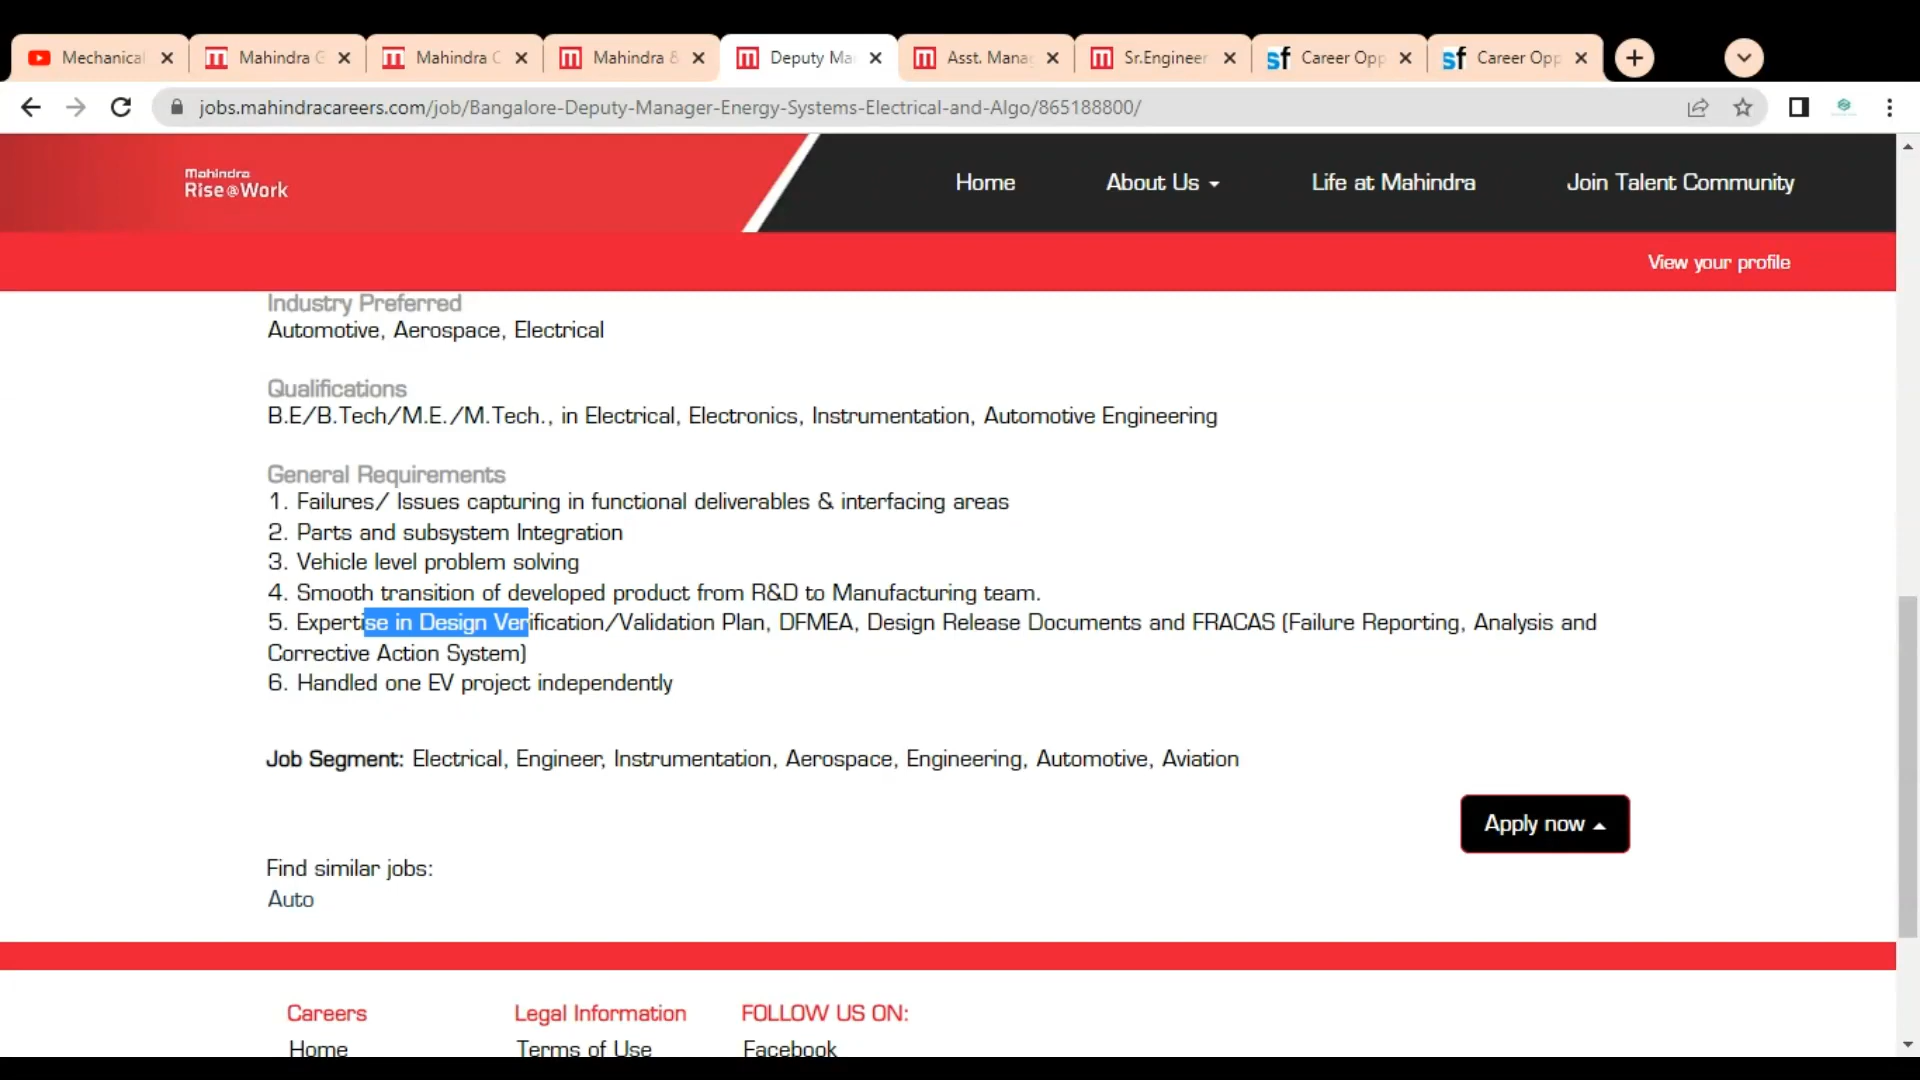 Mechanical
Mahindra G
Mahindra C
Mahindra &
Deputy Ma
Asst. Manag
Sr.Engineer
sf Career Opp
sf Career Opp
jobs.mahindracareers.com/job/Bangalore-Deputy-Manager-Energy-Systems-Electrical-and-Algo/865188800/
Mahindra
Rise@Work
Home
About Us
Life at Mahindra
Join Talent Community
View your profile
Industry Preferred
Automotive, Aerospace, Electrical
Qualifications
B.E/B.Tech/M.E./M.Tech., in Electrical, Electronics, Instrumentation, Automotive Engineering
General Requirements
1. Failures/ Issues capturing in functional deliverables & interfacing areas
2. Parts and subsystem Integration
3. Vehicle level problem solving
4. Smooth transition of developed product from R&D to Manufacturing team.
5. Expertise in Design Verification/Validation Plan, DFMEA, Design Release Documents and FRACAS (Failure Reporting, Analysis and
Corrective Action System)
6. Handled one EV project independently
Job Segment: Electrical, Engineer, Instrumentation, Aerospace, Engineering, Automotive, Aviation
Apply now
Find similar jobs:
Auto
Careers
Legal Information
FOLLOW US ON:
Home
Terms of Use
Facebook